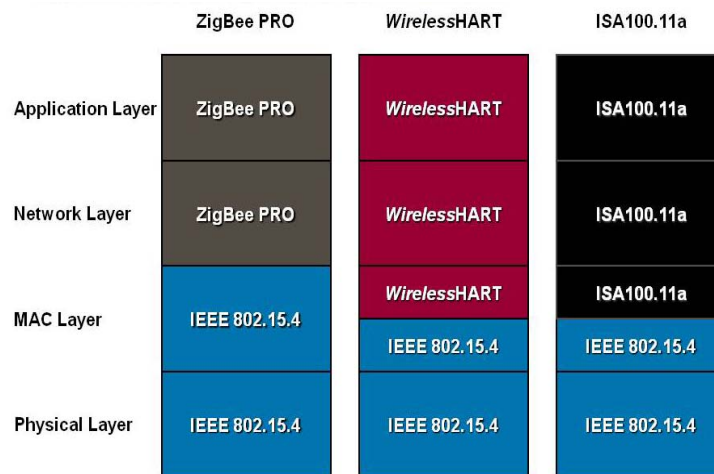 ZigBee PRO WirelessHART ISA100.11a
Application Layer ZigBee PRO WirelessHART ISA100.11a
Network Layer ZigBee PRO WirelessHART ISA100.11a
WirelessHART ISA100.11a
MAC Layer IEEE 802.15.4
IEEE 802.15.4 IEEE 802.15.4
Physical Layer IEEE 802.15.4 IEEE 802.15.4 IEEE 802.15.4